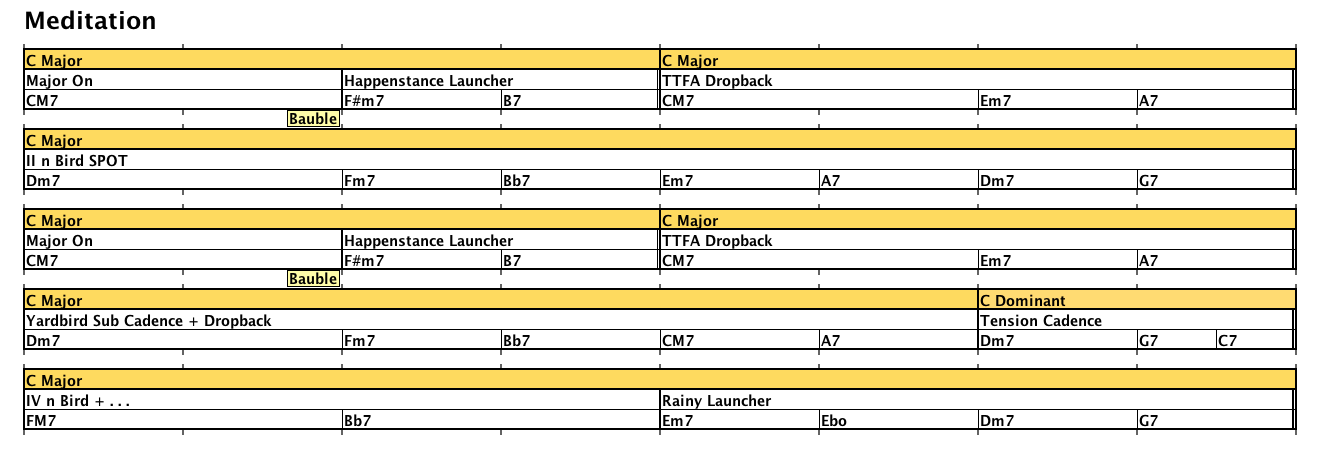 Meditation
C Major C Major
Major On Happenstance Launcher TTFA Dropback
CM7 F#m7 B7 CM7 Em7 A7
Bauble
C Major
II n Bird SPOT
Dm7 Fm7 Bb7 Em7 A7 Dm7 G7
C Major C Major
Major On Happenstance Launcher TTFA Dropback
CM7 F#m7 B7 CM7 Em7 A7
Bauble
C Major C Dominant
Yardbird Sub Cadence + Dropback Tension Cadence
Dm7 Fm7 Bb7 CM7 A7 Dm7 G7 C7
C Major
IV n Bird + . . . Rainy Launcher
FM7 Bb7 Em7 Ebo Dm7 G7